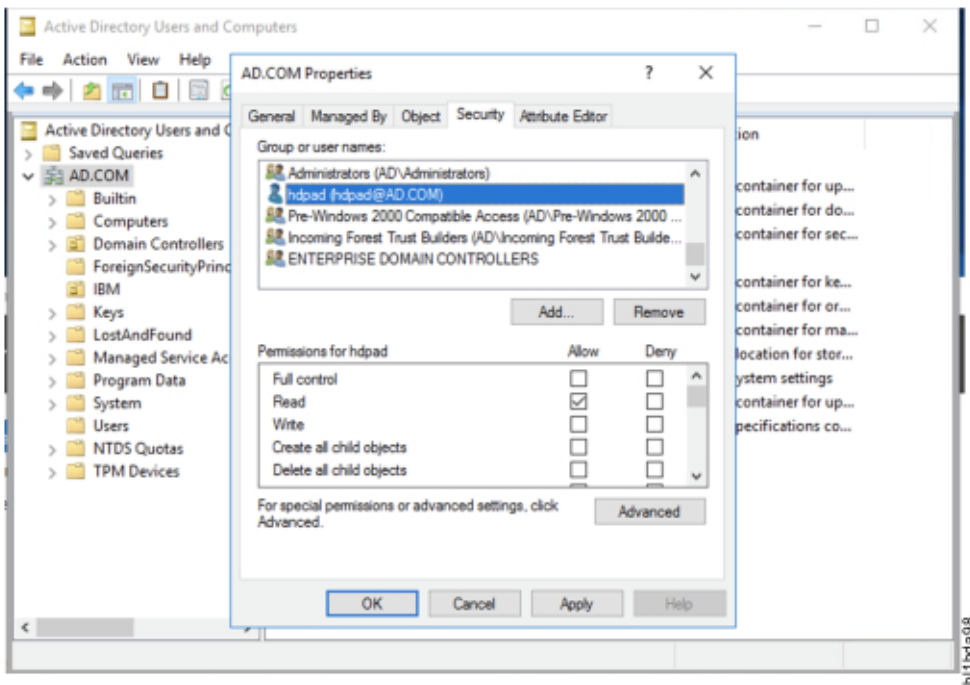 Active Directory Users and Computers
File Action View Help
Active Directory Users and C
Saved Queries
AD.COM
Builtin
Computers
Domain Controllers
ForeignSecurityPrinc
IBM
Keys
LostAndFound
Managed Service Ac
Program Data
System
Users
NTDS Quotas
TPM Devices
AD.COM Properties
?
General Managed By Object Security Attribute Editor
Group or user names:
Administrators (AD\Administrators)
hdpad (hdpad@AD.COM)
Pre-Windows 2000 Compatible Access (AD\Pre-Windows 2000 ...
Incoming Forest Trust Builders (AD\Incoming Forest Trust Builde...
ENTERPRISE DOMAIN CONTROLLERS
Add... Remove
Permissions for hdpad Allow Deny
Full control
Read
Write
Create all child objects
Delete all child objects
For special permissions or advanced settings, click
Advanced.
Advanced
OK Cancel Apply Help
ion
container for up...
container for do...
container for sec...
container for ke...
container for or...
container for ma...
location for stor...
ystem settings
container for up...
pecifications co...